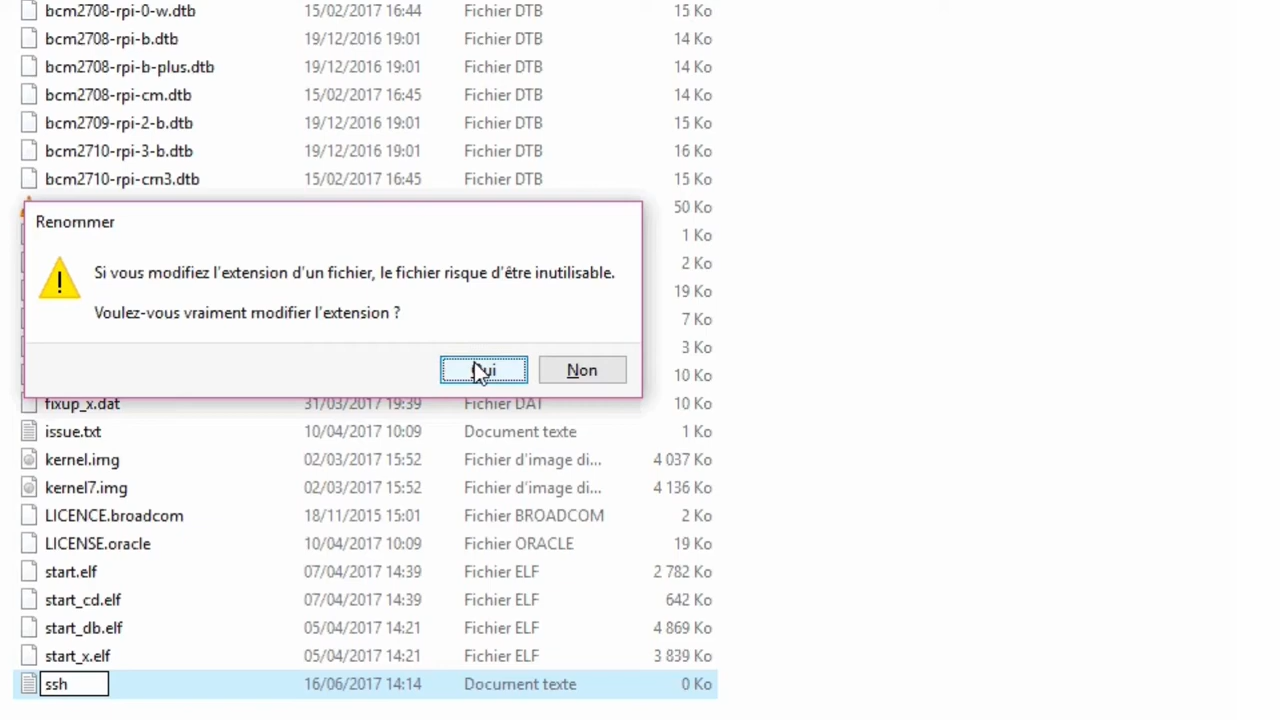 bcm2708-rpi-0-w.dtb 15/02/2017 16:44 Fichier DTB 15 Ko
bcm2708-rpi-b.dtb 19/12/2016 19:01 Fichier DTB 14 Ko
bcm2708-rpi-b-plus.dtb 19/12/2016 19:01 Fichier DTB 14 Ko
bcm2708-rpi-cm.dtb 15/02/2017 16:45 Fichier DTB 14 Ko
bcm2709-rpi-2-b.dtb 19/12/2016 19:01 Fichier DTB 15 Ko
bcm2710-rpi-3-b.dtb 19/12/2016 19:01 Fichier DTB 16 Ko
bcm2710-rpi-cm3.dtb 15/02/2017 16:45 Fichier DTB 15 Ko
50 Ko
Renommer
1 Ko
2 Ko
Si vous modifiez l'extension d'un fichier, le fichier risque d'être inutilisable.
19 Ko
Voulez-vous vraiment modifier l'extension ?
7 Ko
3 Ko
Oui Non
10 Ko
fixup_x.dat 31/03/2017 19:39 Fichier DAT 10 Ko
issue.txt 10/04/2017 10:09 Document texte 1 Ko
kernel.img 02/03/2017 15:52 Fichier d'image di... 4 037 Ko
kernel7.img 02/03/2017 15:52 Fichier d'image di... 4 136 Ko
LICENCE.broadcom 18/11/2015 15:01 Fichier BROADCOM 2 Ko
LICENSE.oracle 10/04/2017 10:09 Fichier ORACLE 19 Ko
start.elf 07/04/2017 14:39 Fichier ELF 2 782 Ko
start_cd.elf 07/04/2017 14:39 Fichier ELF 642 Ko
start_db.elf 05/04/2017 14:21 Fichier ELF 4 869 Ko
start_x.elf 05/04/2017 14:21 Fichier ELF 3 839 Ko
ssh 16/06/2017 14:14 Document texte 0 Ko